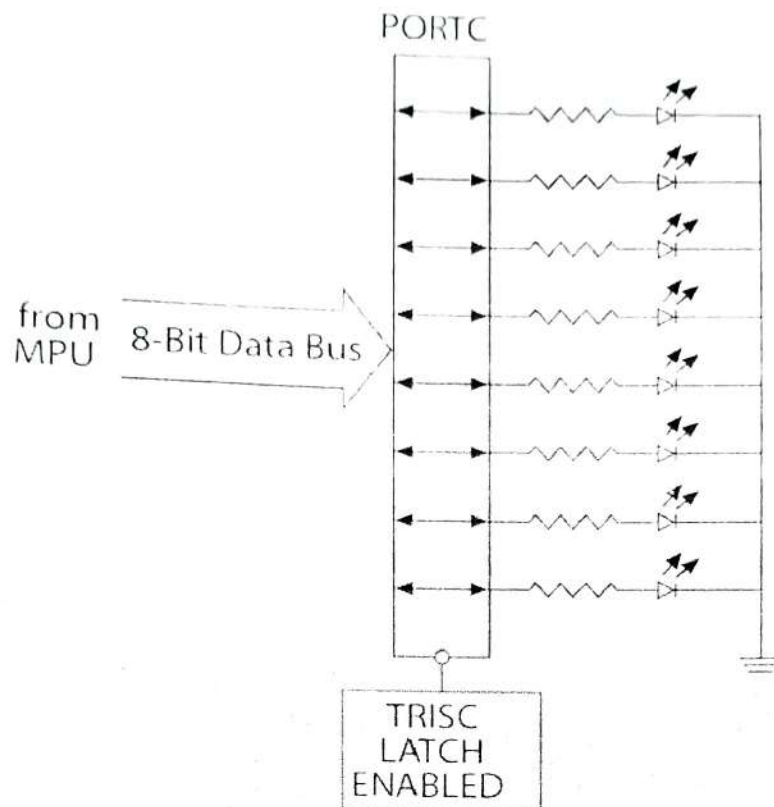 PORTC
from
MPU
8-Bit Data Bus
TRISC
LATCH
ENABLED